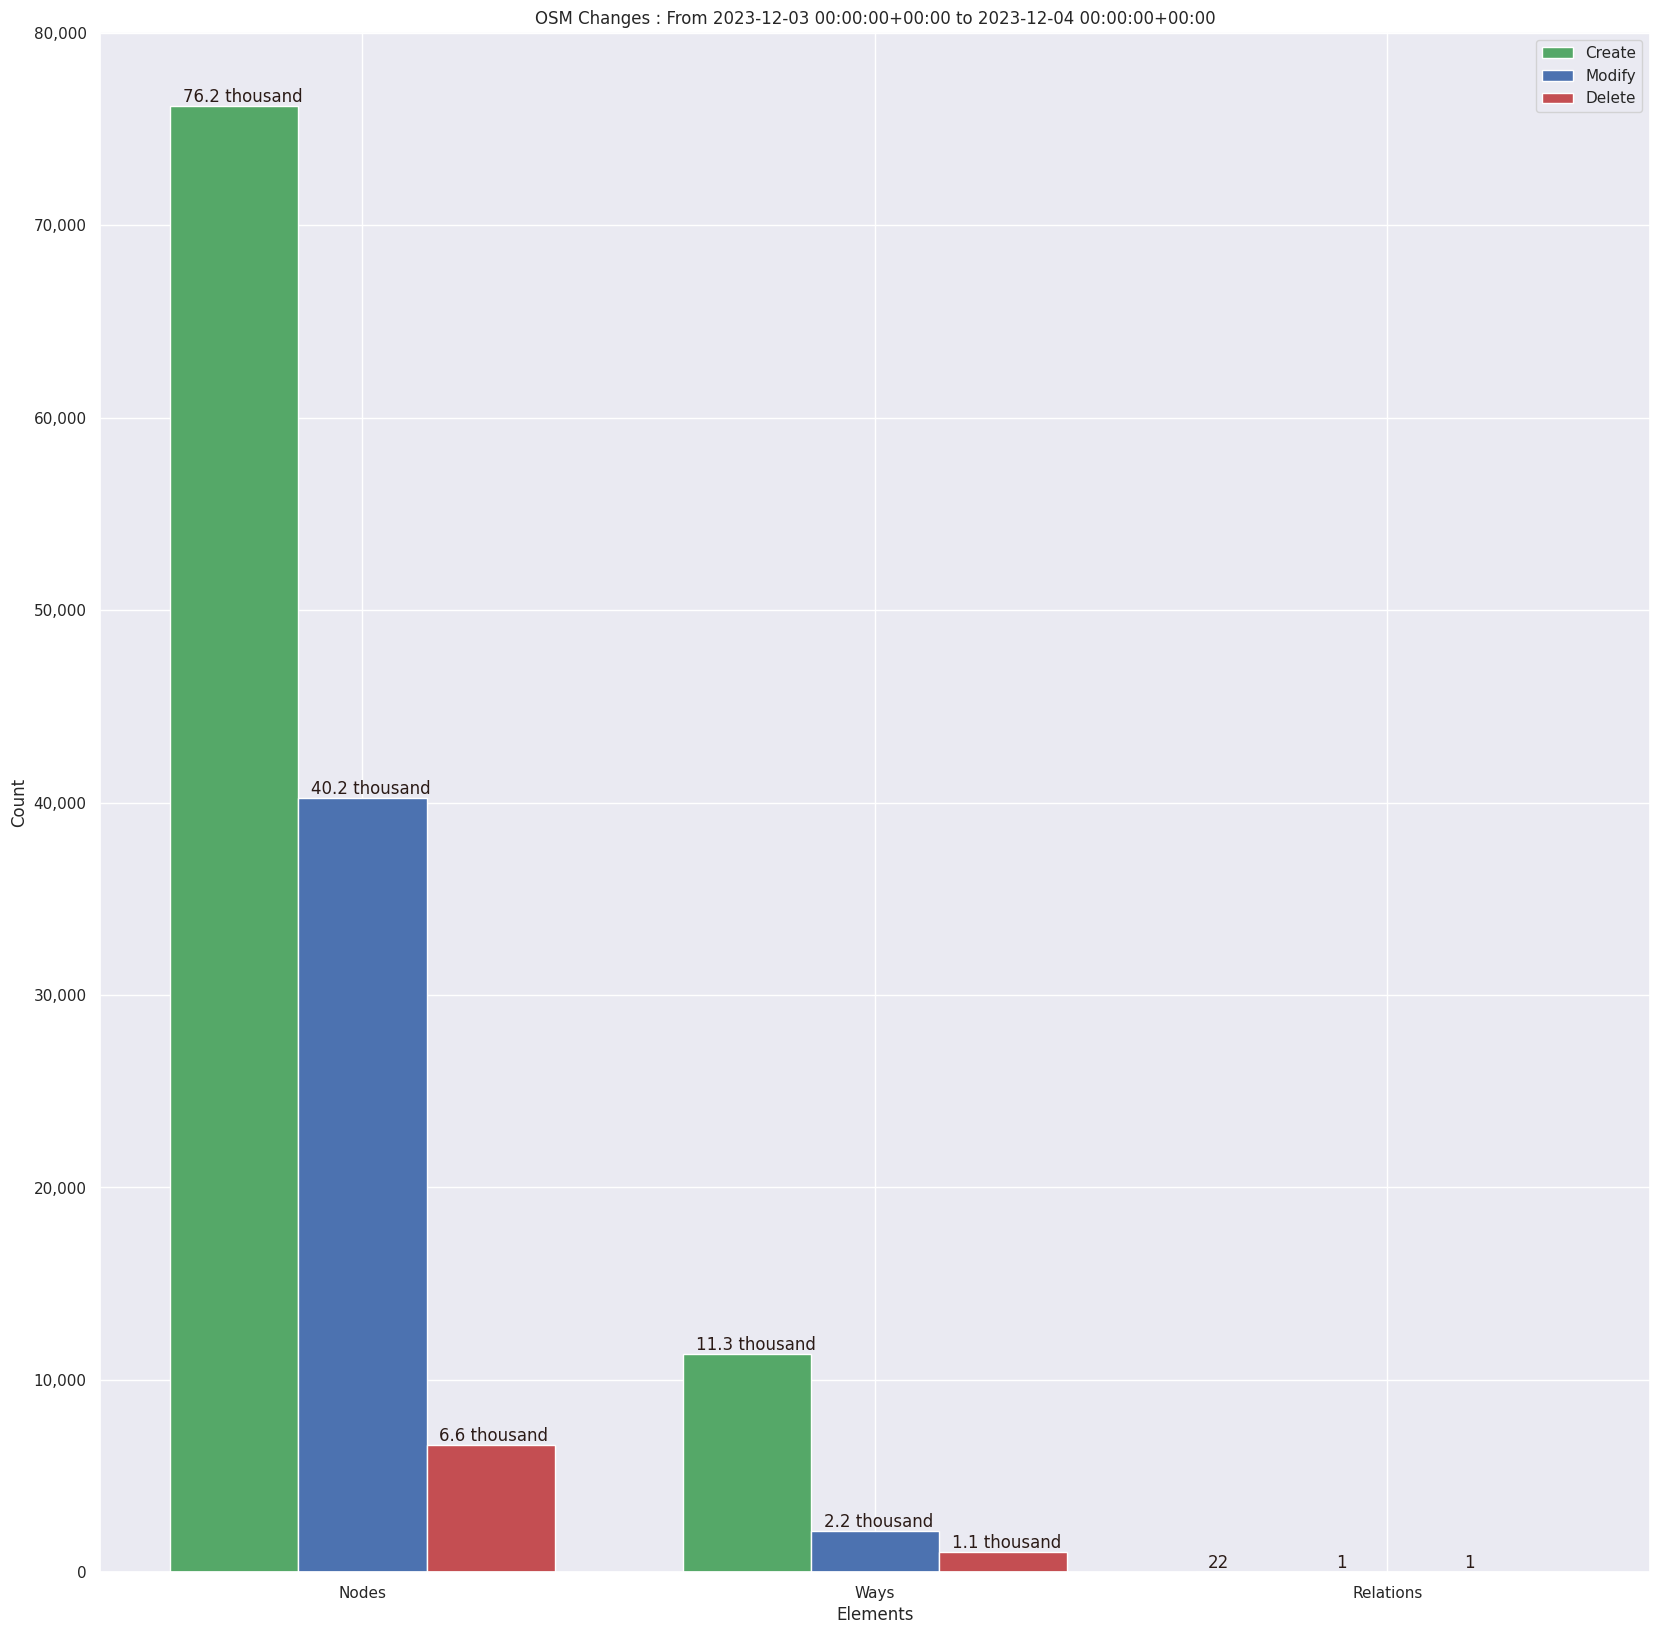 OSM Changes : From 2023-12-03 00:00:00+00:00 to 2023-12-04 00:00:00+00:00
Create
Modify
Delete
80,000
70,000
60,000
50,000
40,000
30,000
20,000
10,000
0
Count
76.2 thousand
40.2 thousand
6.6 thousand
11.3 thousand
2.2 thousand
1.1 thousand
22
1
1
Nodes
Ways
Relations
Elements